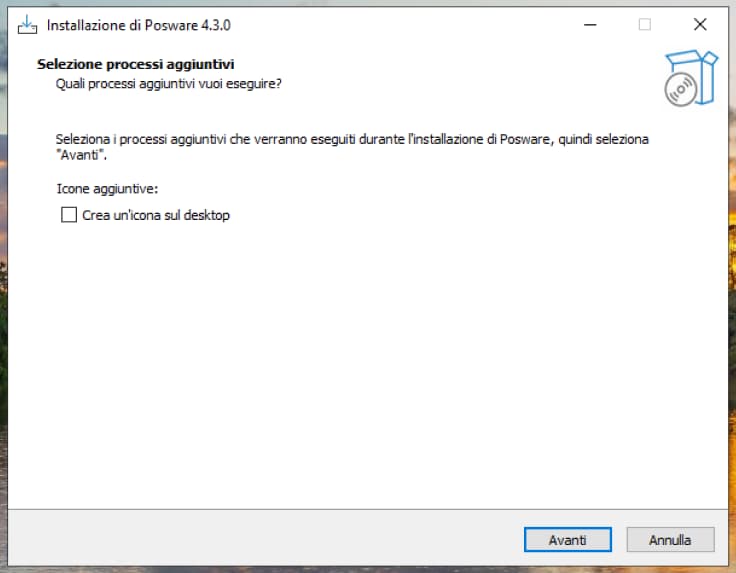 Installazione di Posware 4.3.0
Selezione processi aggiuntivi
Quali processi aggiuntivi vuoi eseguire?
Seleziona i processi aggiuntivi che verranno eseguiti durante l'installazione di Posware, quindi seleziona
"Avanti".
Icone aggiuntive:
Crea un'icona sul desktop
Avanti
Annulla